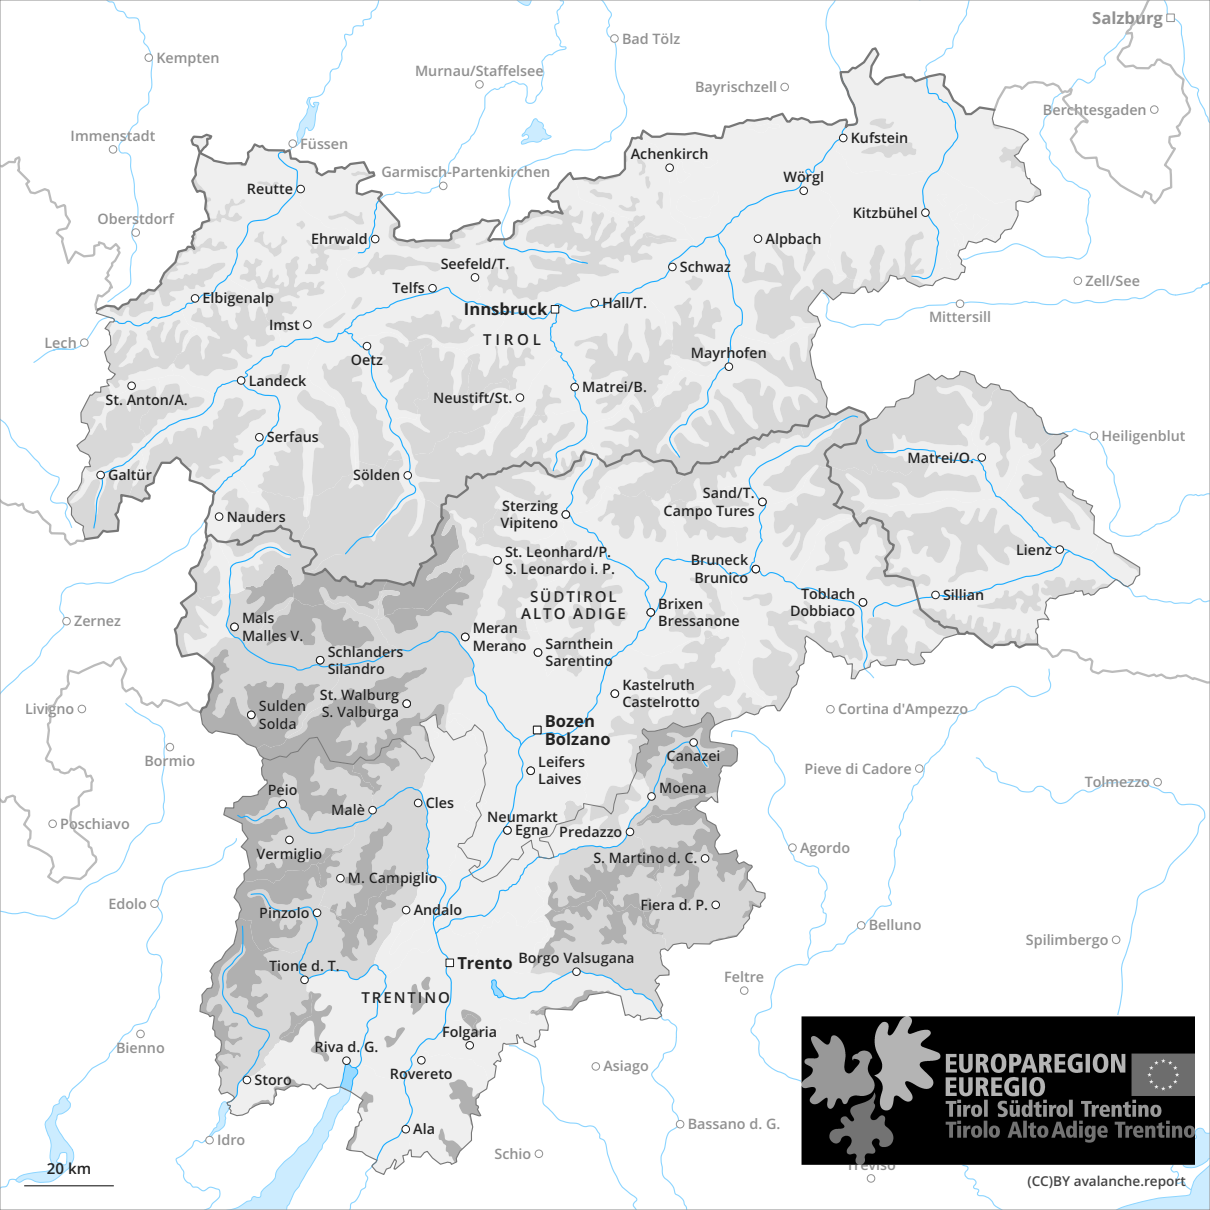 Salzburg
Bad Tölz
Kempten
Murnau/Staffelsee
Bayrischzell
Berchtesgaden
Immenstadt
Füssen
Kufstein
Achenkirch
Garmisch-Partenkirchen
Wörgl
Reutte
Oberstdorf
Kitzbühel
Ehrwald
Alpbach
Seefeld/T.
Schwaz
Zell/See
Telfs
Elbigenalp
Innsbruck
Hall/T.
Mittersill
Imst
TIROL
Lech
Oetz
Mayrhofen
Landeck
Matrei/B.
St. Anton/A.
Neustift/St.
Serfaus
Heiligenblut
Matrei/O.
Galtür
Sölden
Sand/T.
Campo Tures
Sterzing
Vipiteno
Nauders
St. Leonhard/P.
S. Leonardo i. P.
Lienz
Bruneck
Brunico
SÜDTIROL
ALTO ADIGE
Toblach
Dobbiaco
Sillian
Brixen
Bressanone
Zernez
Mals
Malles V.
Meran
Merano
Sarnthein
Sarentino
Schlanders
Silandro
Kastelruth
Castelrotto
St. Walburg
S. Valburga
Livigno
Sulden
Solda
Cortina d'Ampezzo
Bozen
Bolzano
Bormio
Canazei
Leifers
Laives
Pieve di Cadore
Tolmezzo
Peio
Moena
Malè
Cles
Neumarkt
Egna
Predazzo
Poschiavo
Vermiglio
Agordo
S. Martino d. C.
M. Campiglio
Edolo
Pinzolo
Andalo
Fiera d. P.
Belluno
Spilimbergo
Trento
Borgo Valsugana
Tione d. T.
Feltre
TRENTINO
Folgaria
Bienno
Riva d. G.
Asiago
Rovereto
Storo
EUROPAREGION
EUREGIO
Tirol Südtirol Trentino
Tirolo Alto Adige Trentino
Ala
Idro
Bassano d. G.
Schio
Treviso
20 km
(CC)BY avalanche.report